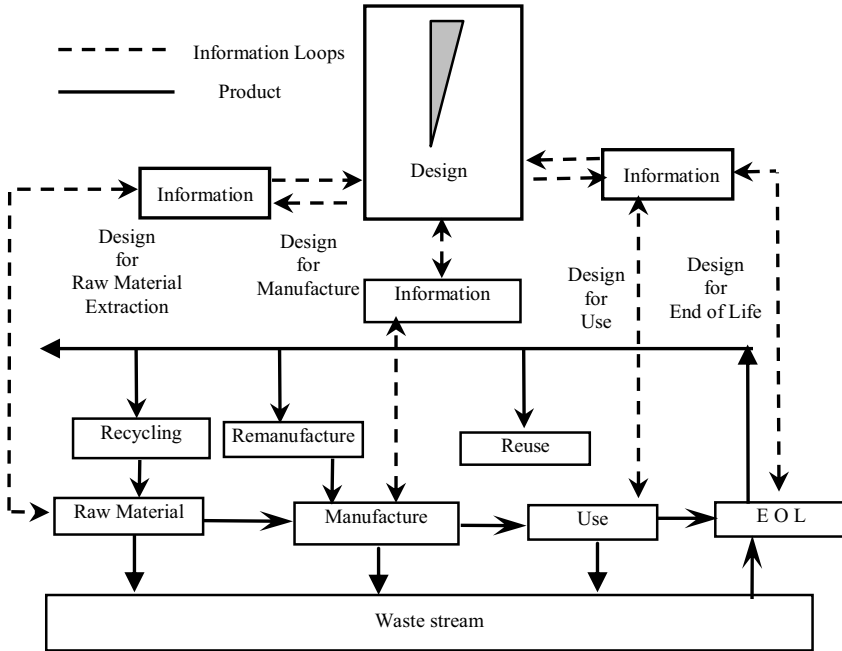 Information Loops
Product
Design
Information
Information
Design
for
Raw Material
Extraction
Design
for
Manufacture
Information
Design
for
Use
Design
for
End of Life
Recycling
Remanufacture
Reuse
Raw Material
Manufacture
Use
E O L
Waste stream